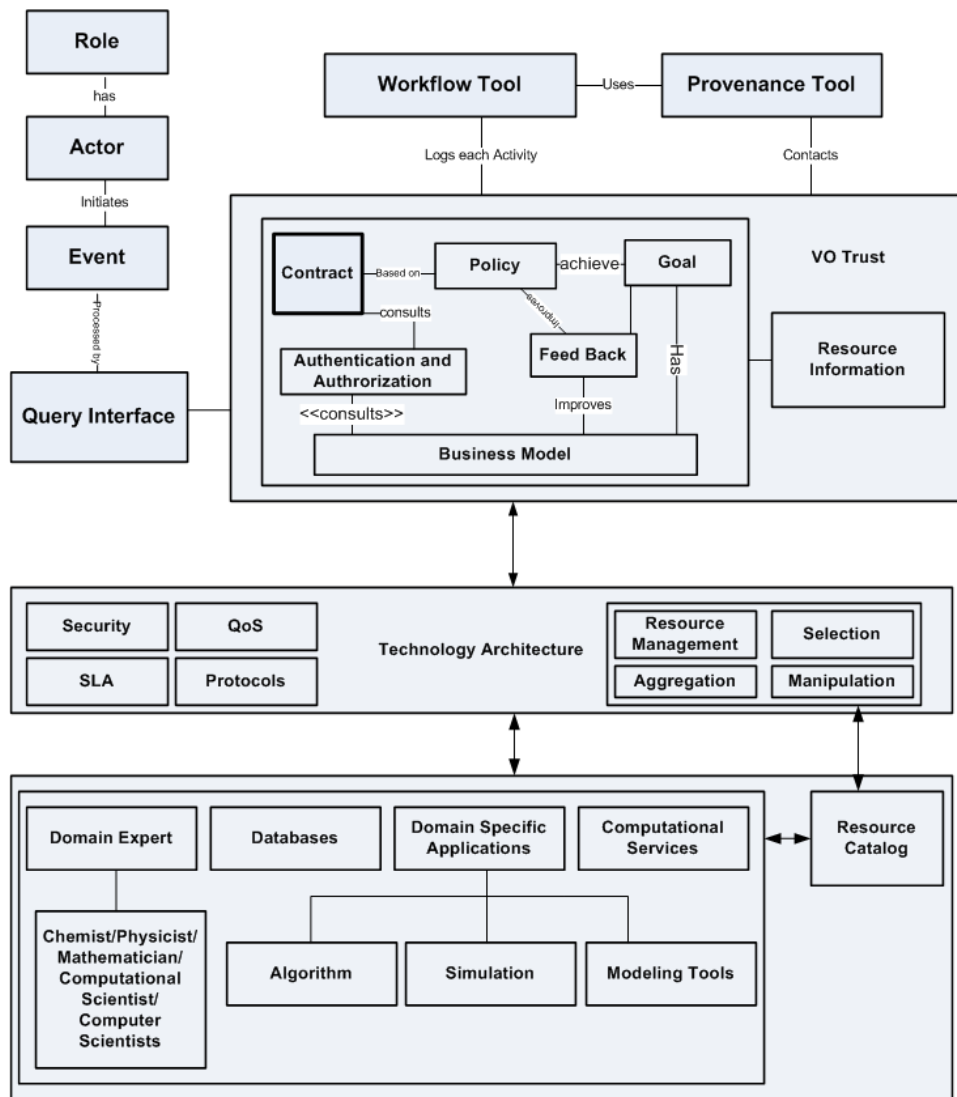 Role
has
Actor
Initiates
Event
Processed by
Query Interface
Workflow Tool
Uses
Provenance Tool
Logs each Activity
Contacts
VO Trust
Contract
Based on
Policy
achieve
Goal
consults
Improves
Has
Authentication and
Authrorization
Feed Back
<<consults>>
Improves
Business Model
Resource
Information
Security
QoS
SLA
Protocols
Technology Architecture
Resource
Management
Selection
Aggregation
Manipulation
Domain Expert
Databases
Domain Specific
Applications
Computational
Services
Resource
Catalog
Chemist/Physicist/
Mathematician/
Computational
Scientist/
Computer
Scientists
Algorithm
Simulation
Modeling Tools